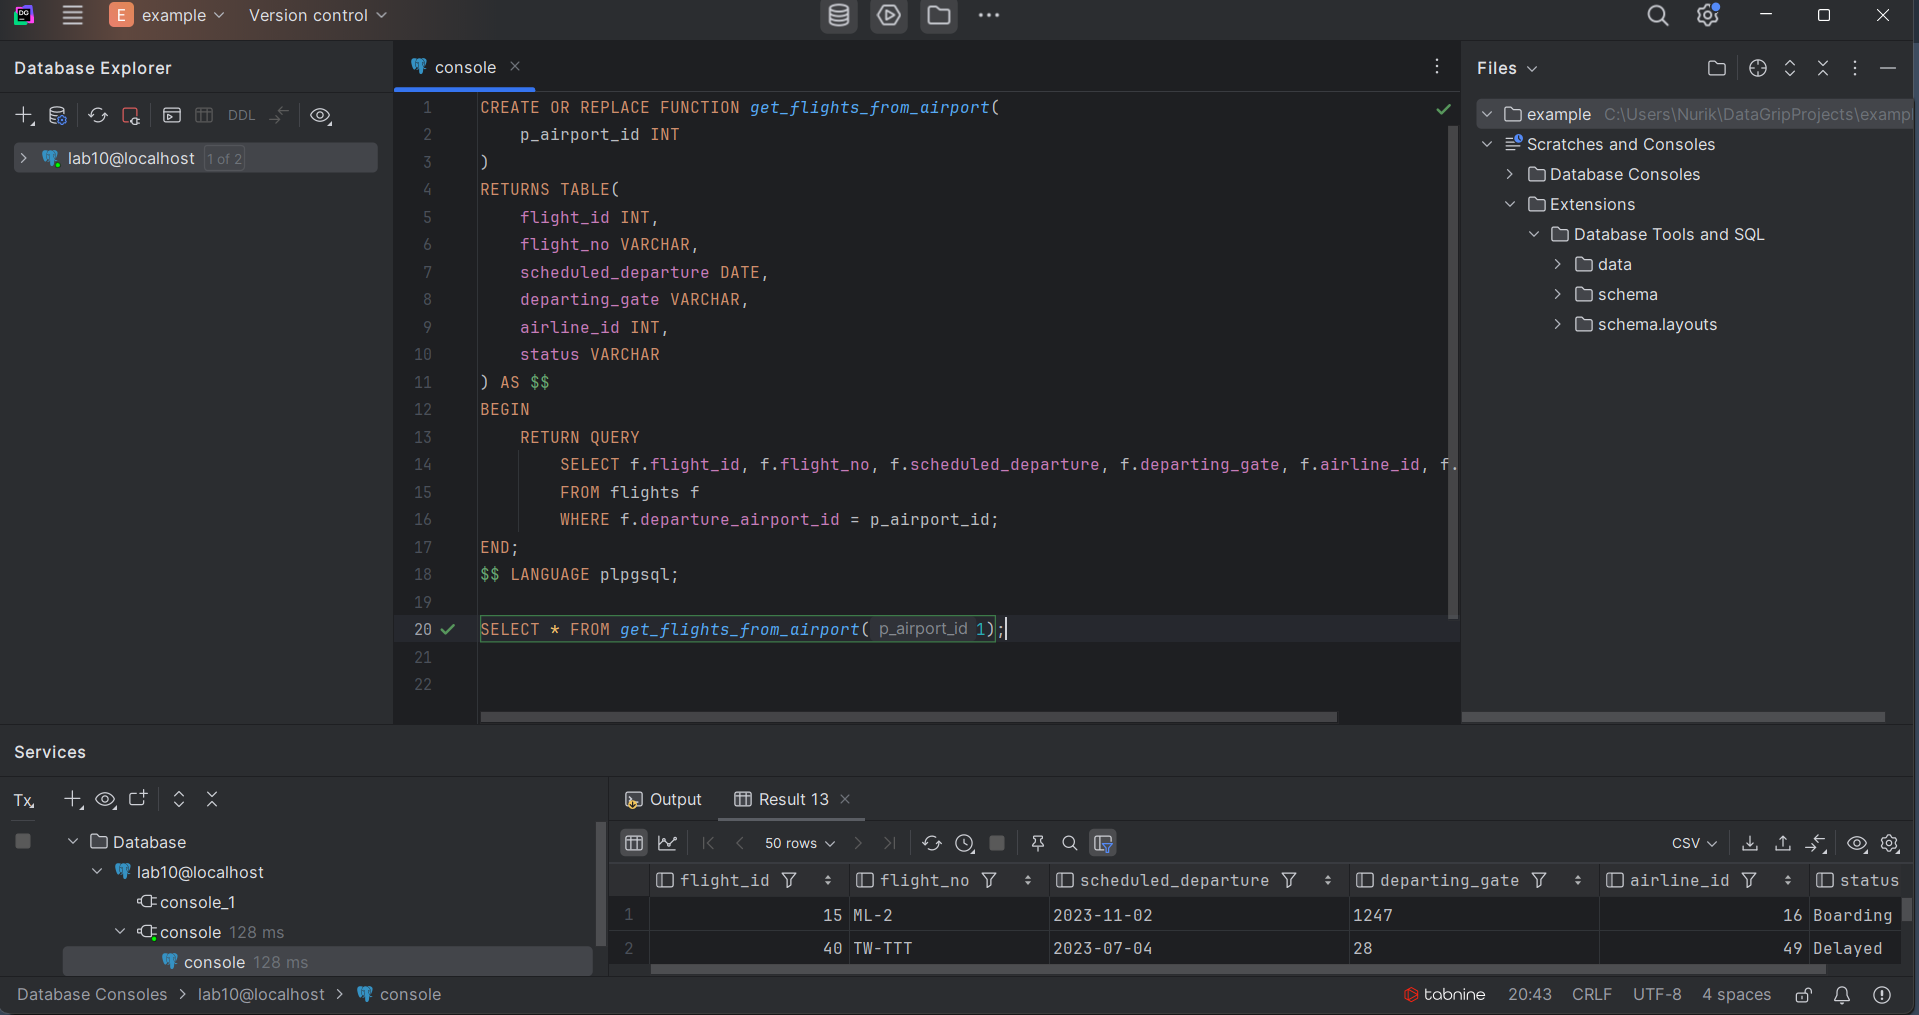 E example Version control
Database Explorer
DDL
lab10@localhost 1 of 2
console
1 CREATE OR REPLACE FUNCTION get_flights_from_airport(
2 p_airport_id INT
3 )
4 RETURNS TABLE(
5 flight_id INT,
6 flight_no VARCHAR,
7 scheduled_departure DATE,
8 departing_gate VARCHAR,
9 airline_id INT,
10 status VARCHAR
11 ) AS $$
12 BEGIN
13 RETURN QUERY
14 SELECT f.flight_id, f.flight_no, f.scheduled_departure, f.departing_gate, f.airline_id, f.
15 FROM flights f
16 WHERE f.departure_airport_id = p_airport_id;
17 END;
18 $$ LANGUAGE plpgsql;
19
20 SELECT * FROM get_flights_from_airport( p_airport_id 1);
21
22
Files
example C:\Users\Nurik\DataGripProjects\exampl
Scratches and Consoles
Database Consoles
Extensions
Database Tools and SQL
data
schema
schema.layouts
Services
Tx
Database
lab10@localhost
console_1
console 128 ms
console 128 ms
Output Result 13
50 rows CSV
flight_id flight_no scheduled_departure departing_gate airline_id status
1 15 ML-2 2023-11-02 1247 16 Boarding
2 40 TW-TTT 2023-07-04 28 49 Delayed
Database Consoles > lab10@localhost > console
tabnine 20:43 CRLF UTF-8 4 spaces